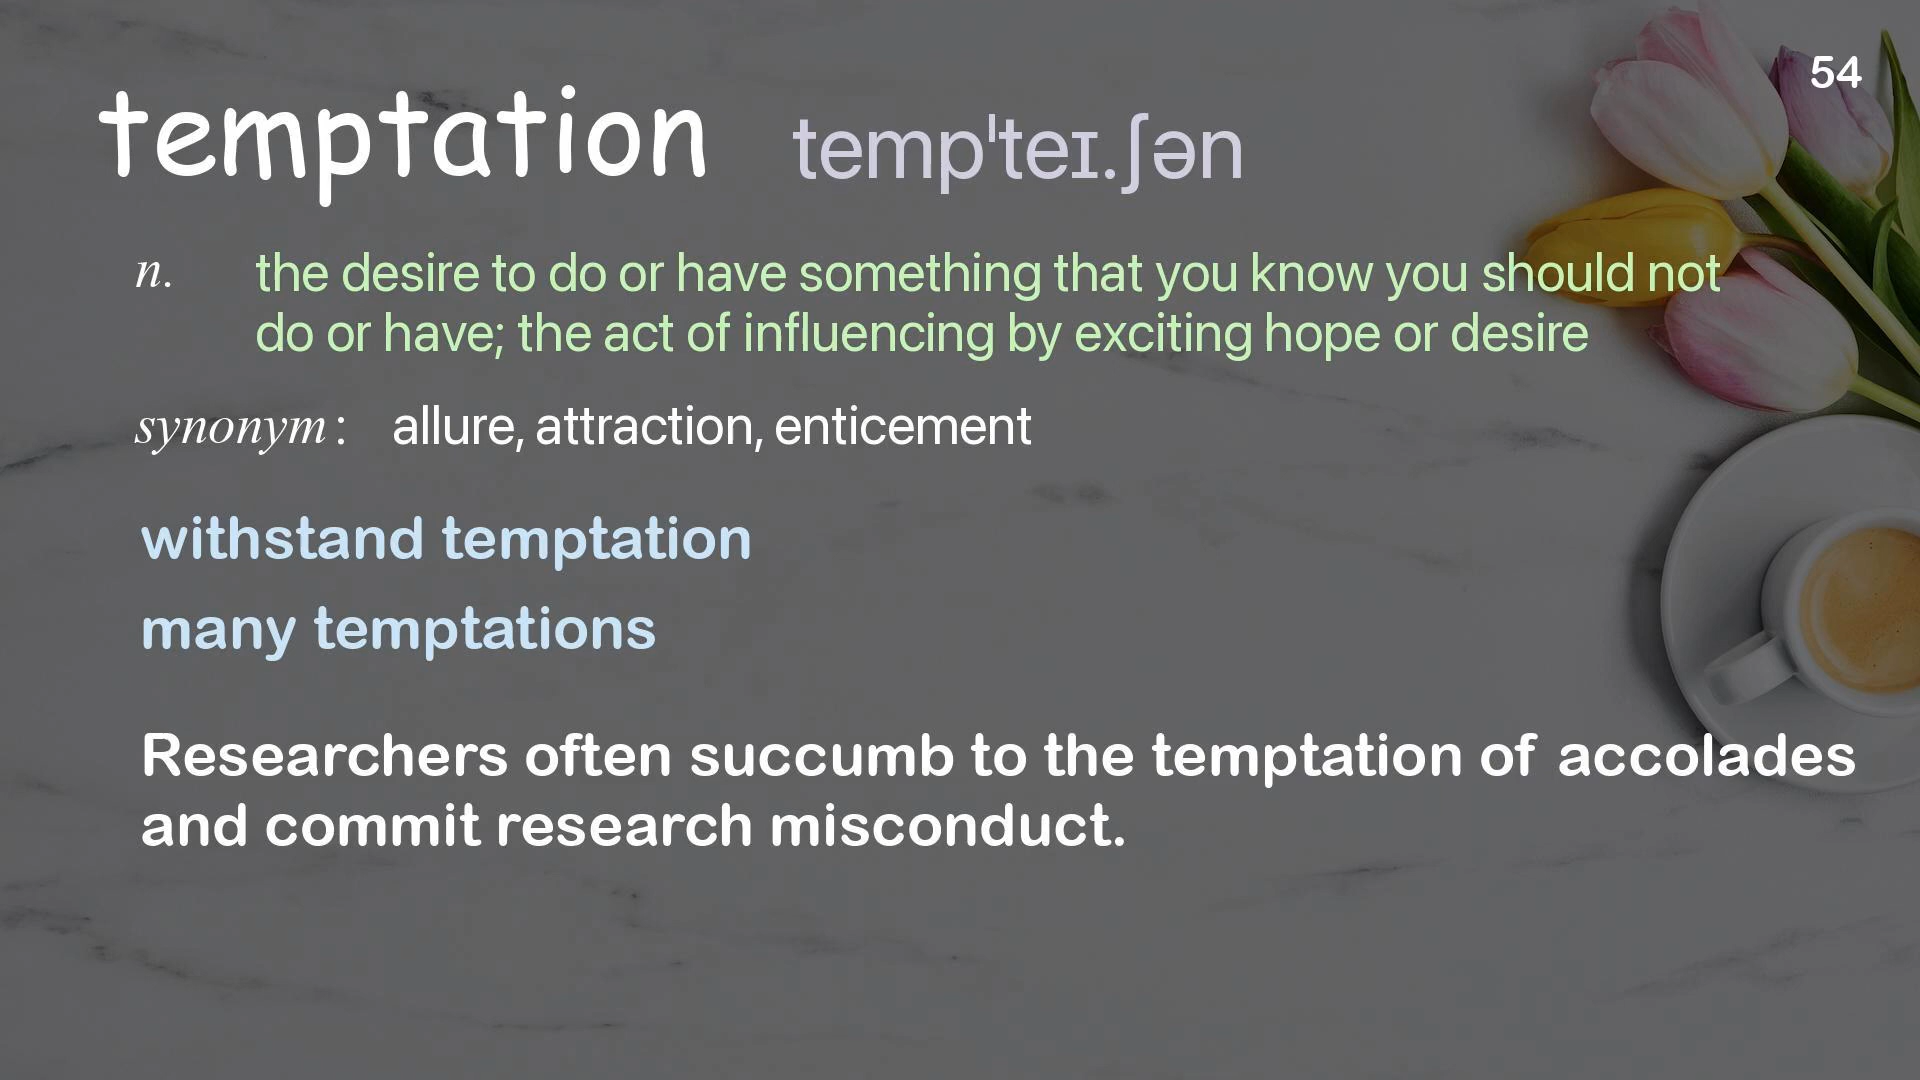 54
temptation tempˈteɪ.ʃən
n. the desire to do or have something that you know you should not
do or have; the act of influencing by exciting hope or desire
synonym : allure, attraction, enticement
withstand temptation
many temptations
Researchers often succumb to the temptation of accolades
and commit research misconduct.